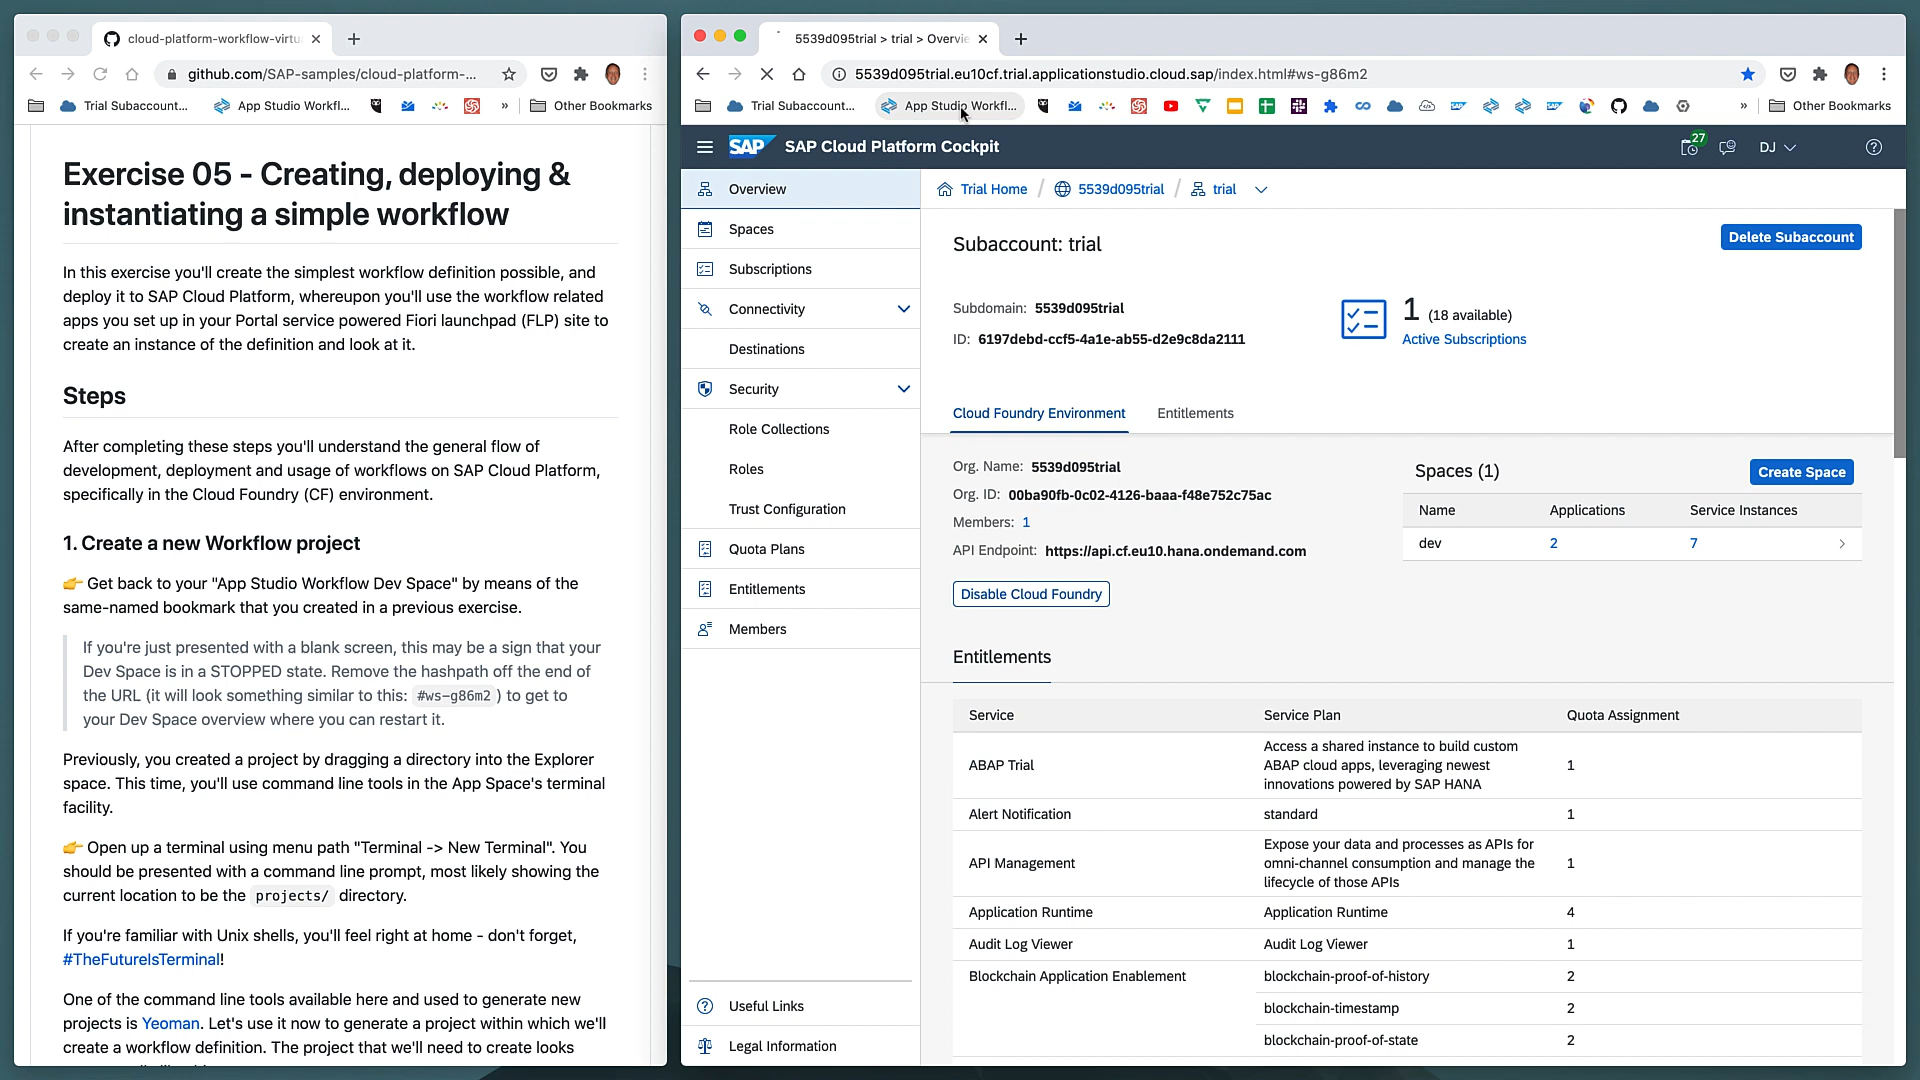 cloud-platform-workflow-virtu
github.com/SAP-samples/cloud-platform-...
Trial Subaccount...
App Studio Workfl...
»
Other Bookmarks
Exercise 05 - Creating, deploying &
instantiating a simple workflow
In this exercise you'll create the simplest workflow definition possible, and
deploy it to SAP Cloud Platform, whereupon you'll use the workflow related
apps you set up in your Portal service powered Fiori launchpad (FLP) site to
create an instance of the definition and look at it.
Steps
After completing these steps you'll understand the general flow of
development, deployment and usage of workflows on SAP Cloud Platform,
specifically in the Cloud Foundry (CF) environment.
1. Create a new Workflow project
👉 Get back to your "App Studio Workflow Dev Space" by means of the
same-named bookmark that you created in a previous exercise.
If you're just presented with a blank screen, this may be a sign that your
Dev Space is in a STOPPED state. Remove the hashpath off the end of
the URL (it will look something similar to this: #ws-g86m2 ) to get to
your Dev Space overview where you can restart it.
Previously, you created a project by dragging a directory into the Explorer
space. This time, you'll use command line tools in the App Space's terminal
facility.
👉 Open up a terminal using menu path "Terminal -> New Terminal". You
should be presented with a command line prompt, most likely showing the
current location to be the projects/ directory.
If you're familiar with Unix shells, you'll feel right at home - don't forget,
#TheFutureIsTerminal!
One of the command line tools available here and used to generate new
projects is Yeoman. Let's use it now to generate a project within which we'll
create a workflow definition. The project that we'll need to create looks
5539d095trial > trial > Overvie
5539d095trial.eu10cf.trial.applicationstudio.cloud.sap/index.html#ws-g86m2
Trial Subaccount...
App Studio Workfl...
»
Other Bookmarks
SAP
SAP Cloud Platform Cockpit
27
DJ
Overview
Spaces
Subscriptions
Connectivity
Destinations
Security
Role Collections
Roles
Trust Configuration
Quota Plans
Entitlements
Members
Useful Links
Legal Information
Trial Home / 5539d095trial / trial
Subaccount: trial
Delete Subaccount
Subdomain: 5539d095trial
ID: 6197debd-ccf5-4a1e-ab55-d2e9c8da2111
1 (18 available)
Active Subscriptions
Cloud Foundry Environment
Entitlements
Org. Name: 5539d095trial
Org. ID: 00ba90fb-0c02-4126-baaa-f48e752c75ac
Members: 1
API Endpoint: https://api.cf.eu10.hana.ondemand.com
Disable Cloud Foundry
Spaces (1)
Create Space
Name Applications Service Instances
dev 2 7
Entitlements
Service Service Plan Quota Assignment
Access a shared instance to build custom
ABAP Trial ABAP cloud apps, leveraging newest 1
innovations powered by SAP HANA
Alert Notification standard 1
Expose your data and processes as APIs for
API Management omni-channel consumption and manage the 1
lifecycle of those APIs
Application Runtime Application Runtime 4
Audit Log Viewer Audit Log Viewer 1
Blockchain Application Enablement blockchain-proof-of-history 2
blockchain-timestamp 2
blockchain-proof-of-state 2